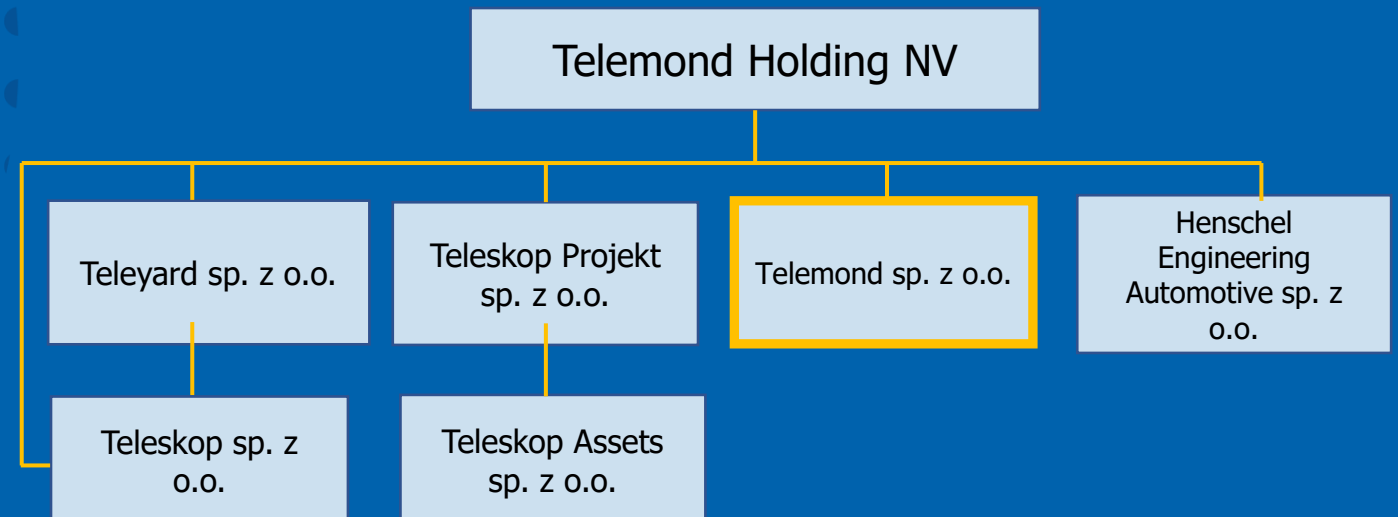 Telemond Holding NV
Teleyard sp. z o.o.
Teleskop Projekt
sp. z o.o.
Telemond sp. z o.o.
Henschel
Engineering
Automotive sp. z
o.o.
Teleskop sp. z
o.o.
Teleskop Assets
sp. z o.o.